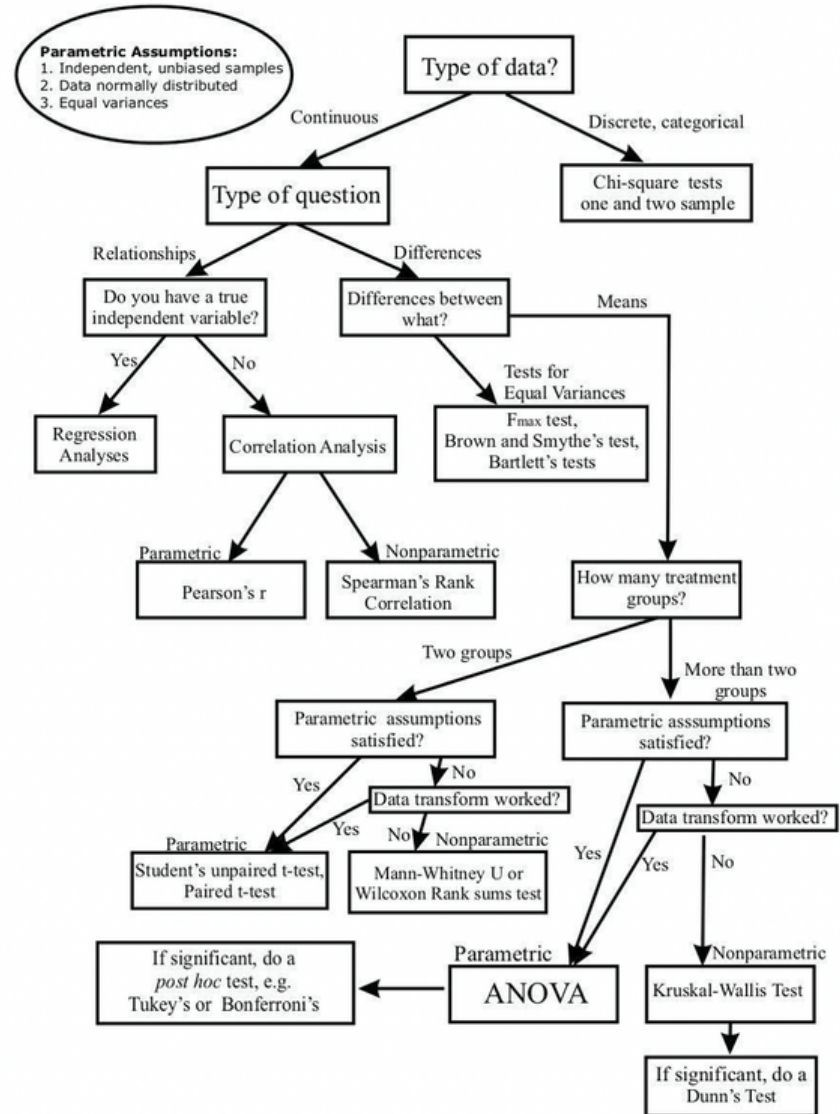 Parametric Assumptions:
1. Independent, unbiased samples
2. Data normally distributed
3. Equal variances
Type of data?
Continuous
Discrete, categorical
Type of question
Chi-square tests
one and two sample
Relationships
Differences
Do you have a true
independent variable?
Differences between
what?
Means
Yes
No
Tests for
Equal Variances
Regression
Analyses
Correlation Analysis
Fmax test,
Brown and Smythe's test,
Bartlett's tests
Parametric
Nonparametric
Pearson's r
Spearman's Rank
Correlation
How many treatment
groups?
Two groups
More than two
groups
Parametric assumptions
satisfied?
Parametric asssumptions
satisfied?
Yes
No
No
Data transform worked?
Data transform worked?
Parametric
Yes
No
Nonparametric
Yes
Yes
No
Student's unpaired t-test,
Paired t-test
Mann-Whitney U or
Wilcoxon Rank sums test
If significant, do a
post hoc test, e.g.
Tukey's or Bonferroni's
Parametric
ANOVA
Nonparametric
Kruskal-Wallis Test
If significant, do a
Dunn's Test